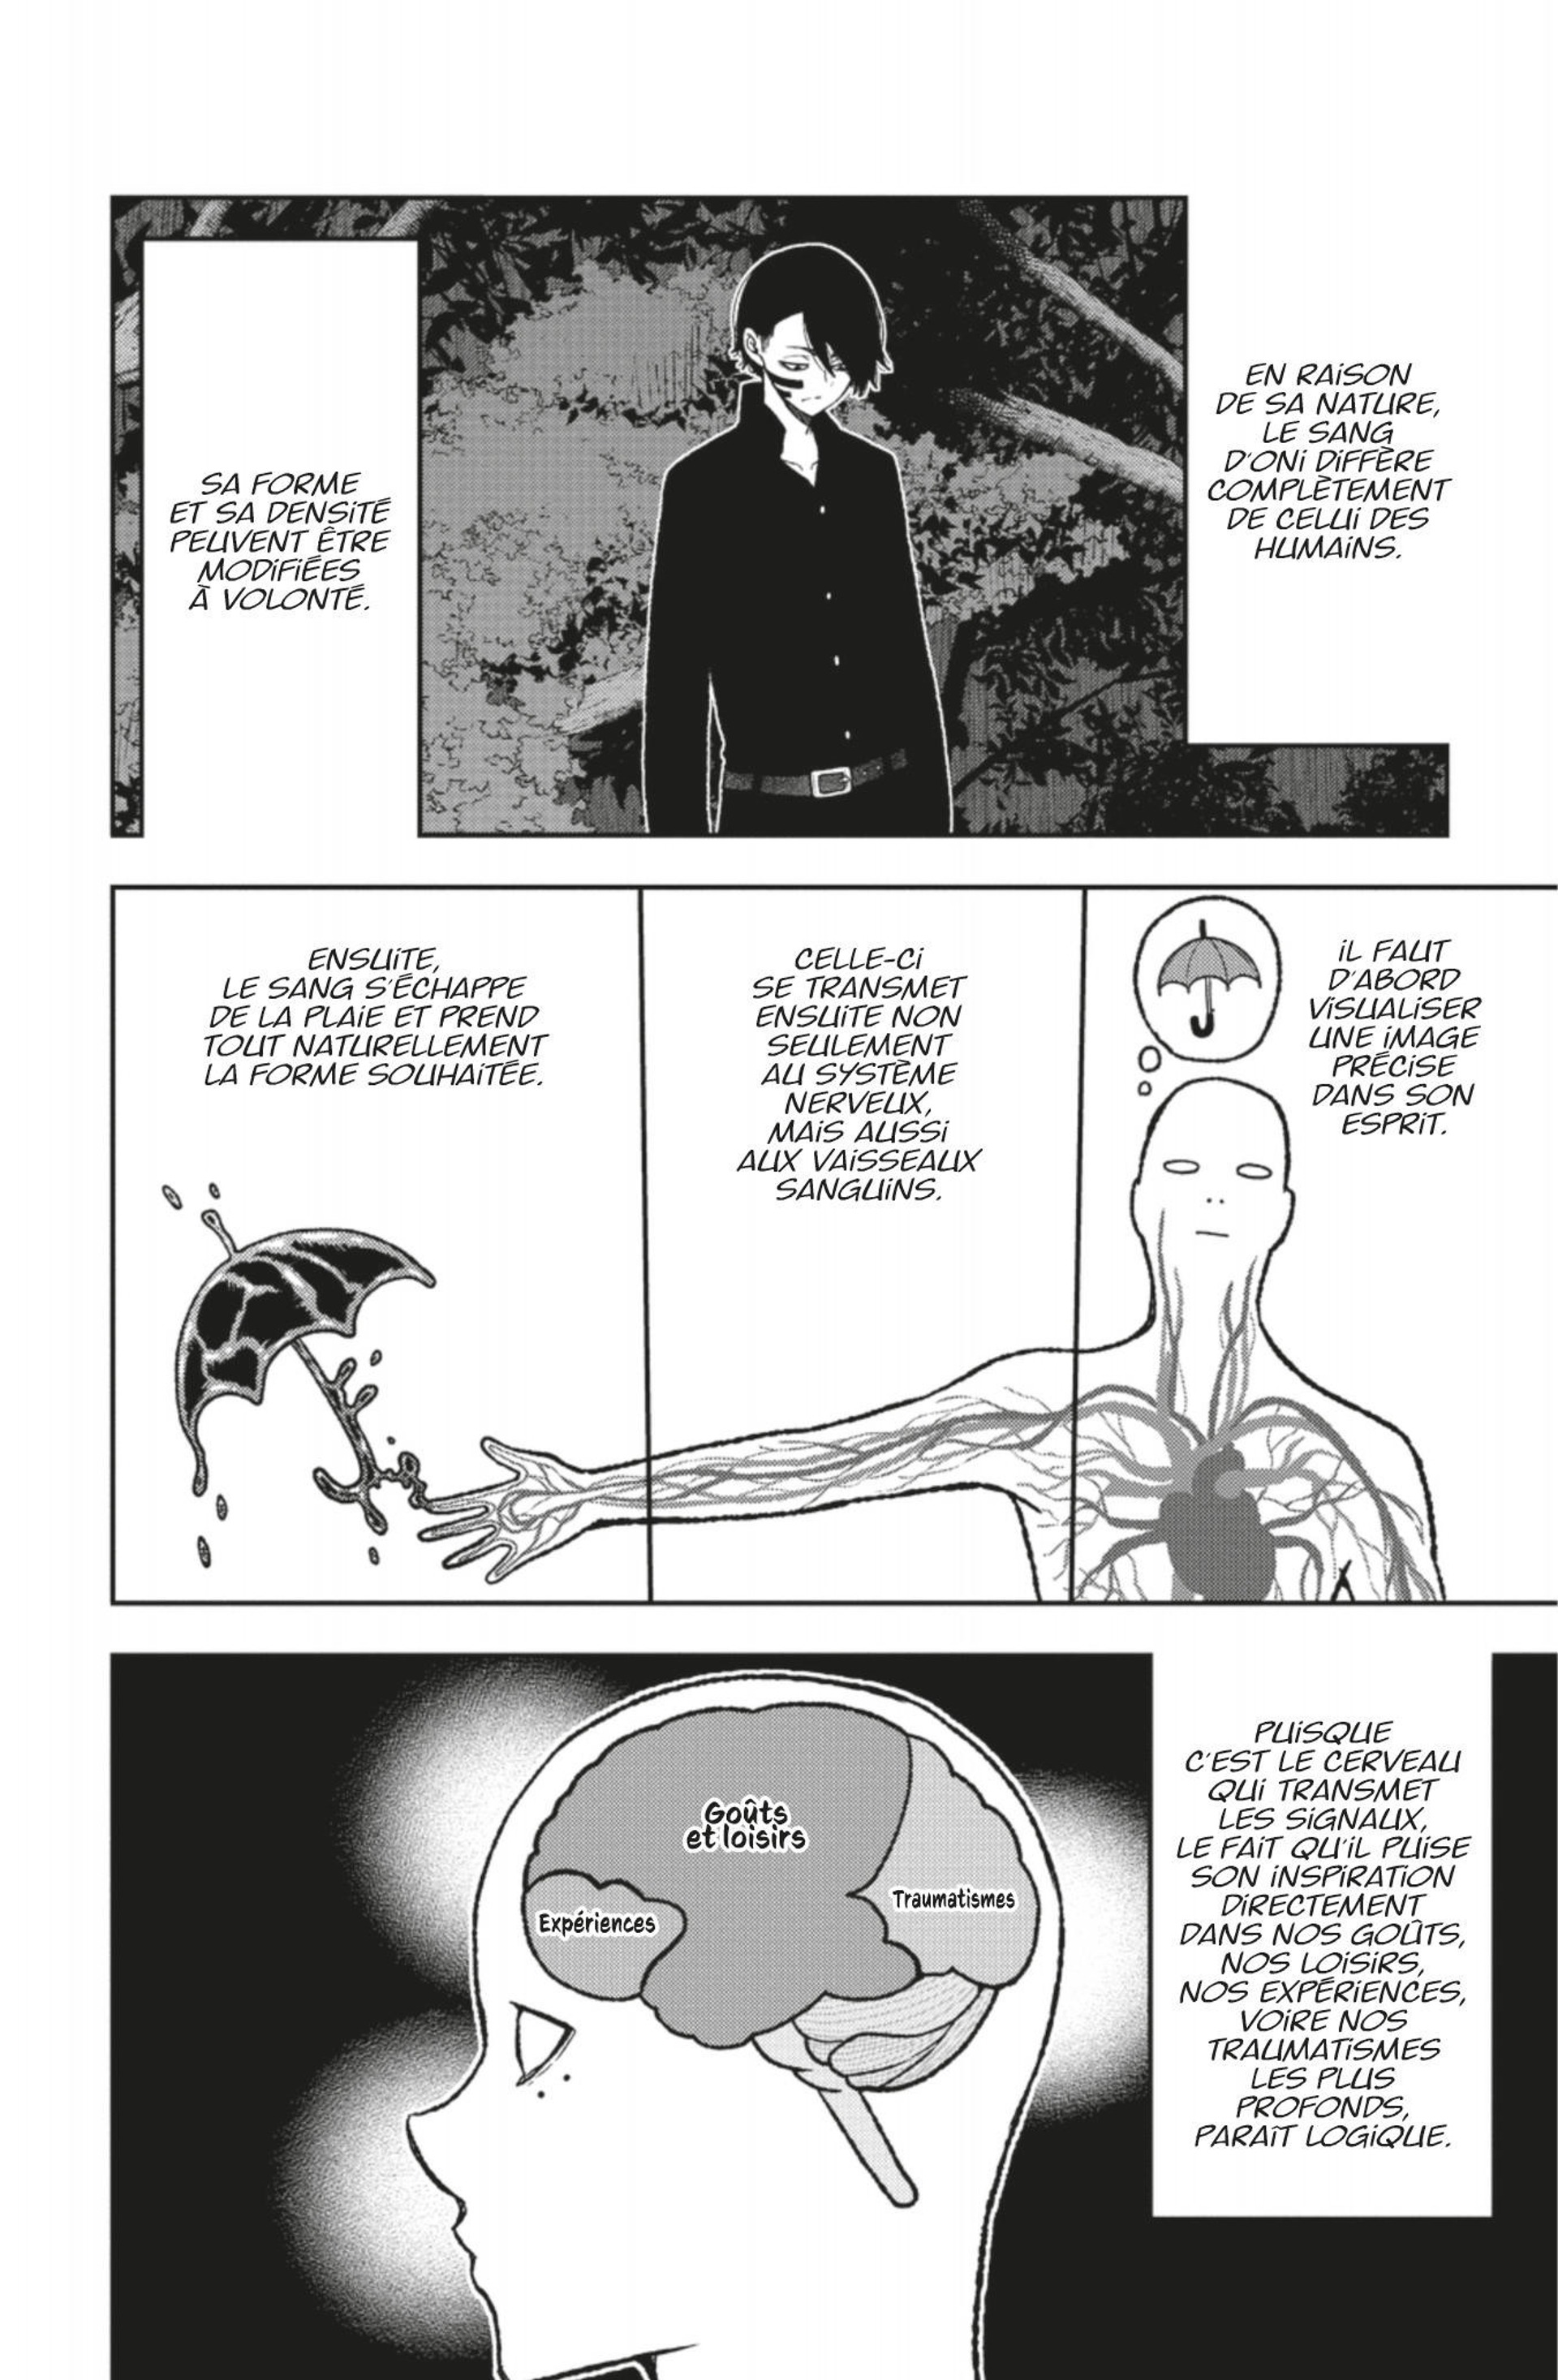 EN RAISON
DE SA NATURE,
LE SANG
D'ONI DIFFÈRE
COMPLÈTEMENT
DE CELUI DES
HUMAINS.
SA FORME
ET SA DENSITÉ
PEUVENT ÊTRE
MODIFIÉES
À VOLONTÉ.
IL FAUT
D'ABORD
VISUALISER
UNE IMAGE
PRÉCISE
DANS SON
ESPRIT.
CELLE-CI
SE TRANSMET
ENSUITE NON
SEULEMENT
AU SYSTÈME
NERVEUX,
MAIS AUSSI
AUX VAISSEAUX
SANGUINS.
ENSUITE,
LE SANG S'ÉCHAPPE
DE LA PLAIE ET PREND
TOUT NATURELLEMENT
LA FORME SOUHAITÉE.
PUISQUE
C'EST LE CERVEAU
QUI TRANSMET
LES SIGNAUX,
LE FAIT QU'IL PUISE
SON INSPIRATION
DIRECTEMENT
DANS NOS GOÛTS,
NOS LOISIRS,
NOS EXPÉRIENCES,
VOIRE NOS
TRAUMATISMES
LES PLUS
PROFONDS,
PARAIT LOGIQUE.
Goûts
et loisirs
Traumatismes
Expériences